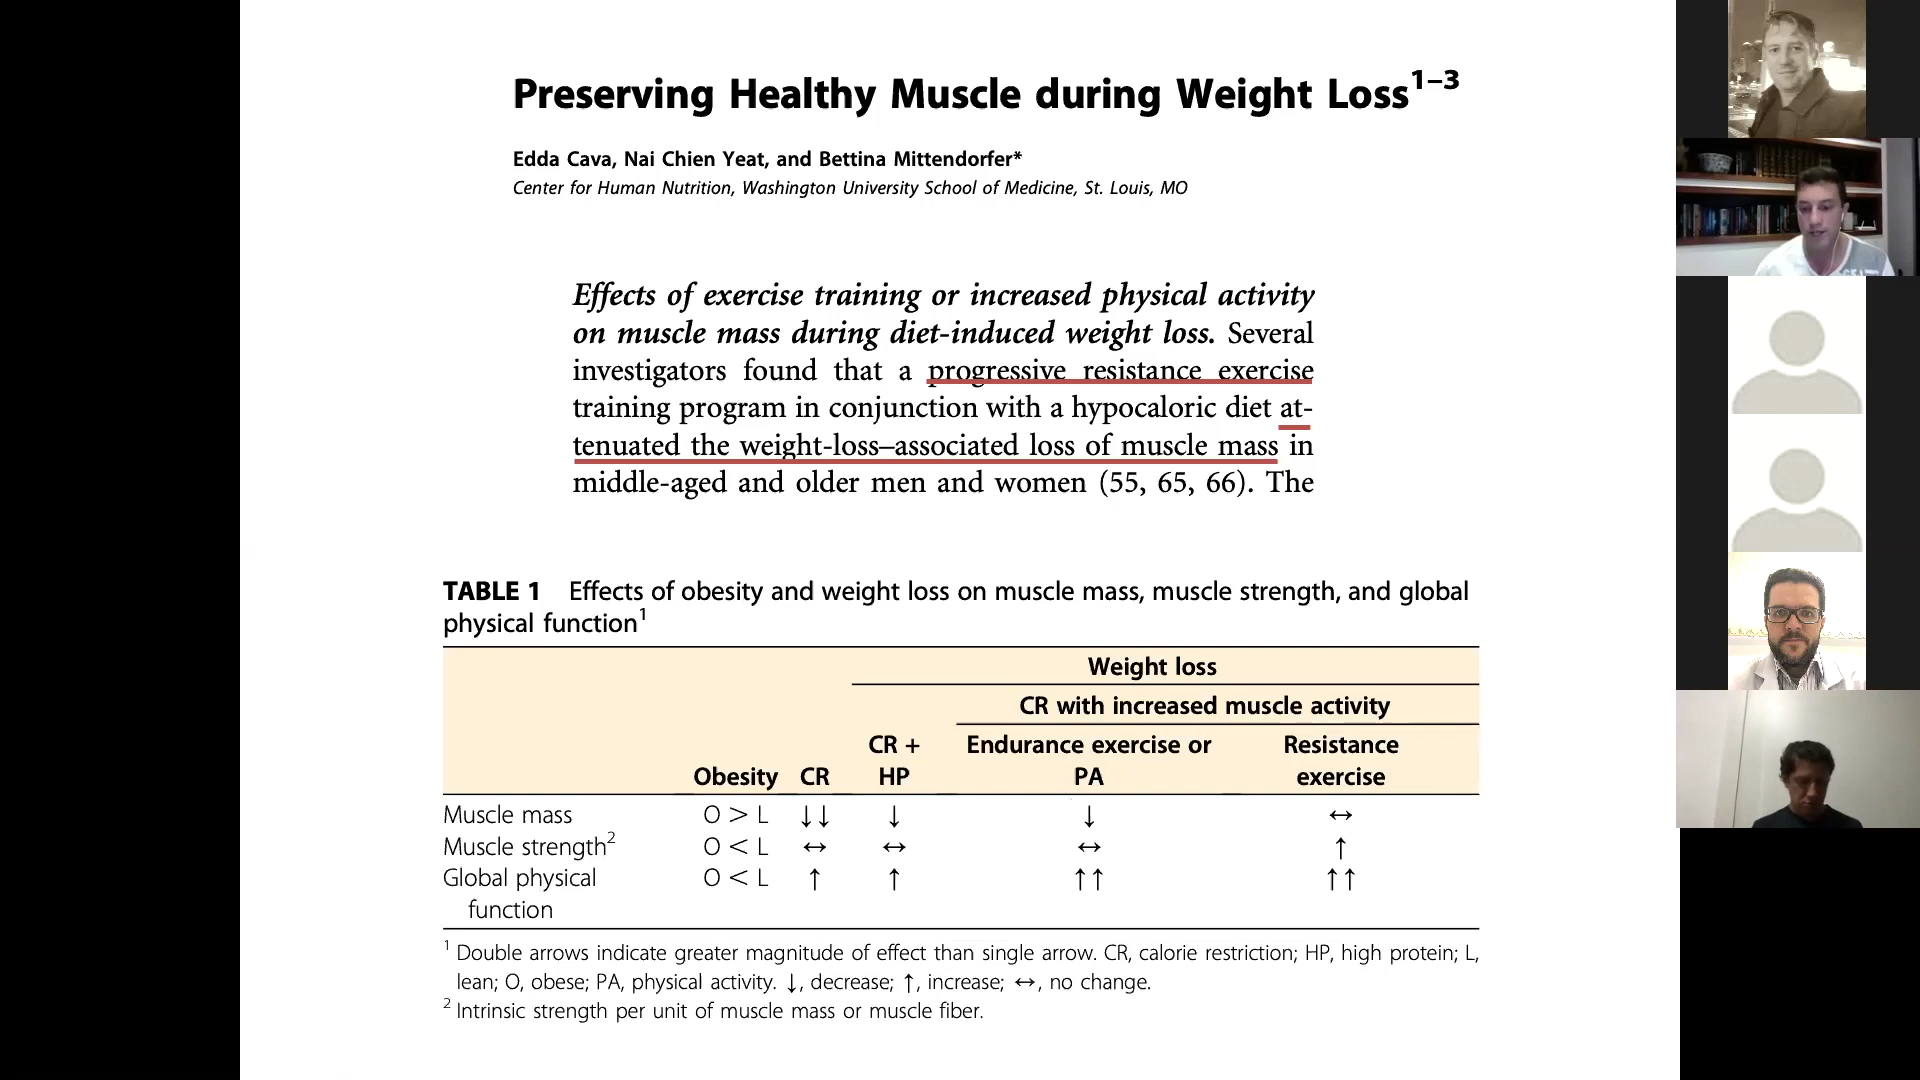 Preserving Healthy Muscle during Weight Loss1–3
Edda Cava, Nai Chien Yeat, and Bettina Mittendorfer*
Center for Human Nutrition, Washington University School of Medicine, St. Louis, MO
Effects of exercise training or increased physical activity
on muscle mass during diet-induced weight loss. Several
investigators found that a progressive resistance exercise
training program in conjunction with a hypocaloric diet at-
tenuated the weight-loss–associated loss of muscle mass in
middle-aged and older men and women (55, 65, 66). The
TABLE 1 Effects of obesity and weight loss on muscle mass, muscle strength, and global
physical function1
Weight loss
CR with increased muscle activity
CR + Endurance exercise or Resistance
Obesity CR HP PA exercise
Muscle mass O > L ↓↓ ↓ ↓ ↔
Muscle strength2 O < L ↔ ↔ ↔ ↑
Global physical O < L ↑ ↑ ↑↑ ↑↑
function
1 Double arrows indicate greater magnitude of effect than single arrow. CR, calorie restriction; HP, high protein; L,
lean; O, obese; PA, physical activity. ↓, decrease; ↑, increase; ↔, no change.
2 Intrinsic strength per unit of muscle mass or muscle fiber.